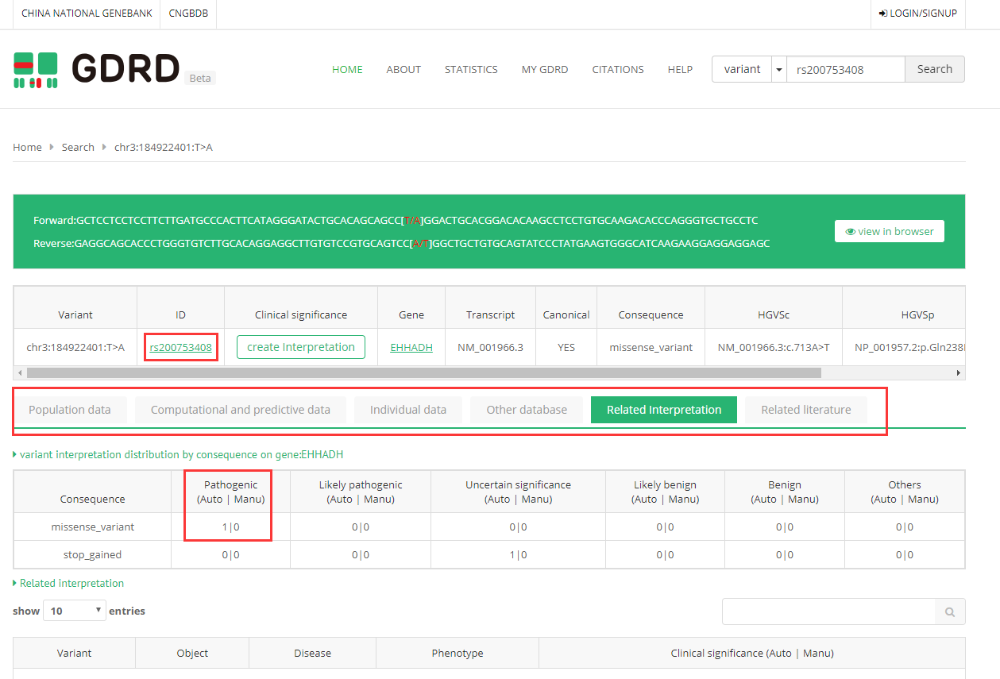 CHINA NATIONAL GENEBANK CNGBDB LOGIN/SIGNUP
GDRD Beta
HOME ABOUT STATISTICS MY GDRD CITATIONS HELP variant rs200753408 Search
Home Search chr3:184922401:T>A
Forward:GCTCCTCCTCCTTCTTGATGCCCACTTCATAGGGATACTGCACAGCAGCC[T/A]GGACTGCACGGACACAAGCCTCCTGTGCAAGACACCCAGGGTGCTGCCTC
view in browser
Reverse:GAGGCAGCACCCTGGGTGTCTTGCACAGGAGGCTTGTGTCCGTGCAGTCC[A/T]GGCTGCTGTGCAGTATCCCTATGAAGTGGGCATCAAGAAGGAGGAGGAGC
Variant ID Clinical significance Gene Transcript Canonical Consequence HGVSc HGVSp
chr3:184922401:T>A rs200753408 create Interpretation EHHADH NM_001966.3 YES missense_variant NM_001966.3:c.713A>T NP_001957.2:p.Gln238
Population data Computational and predictive data Individual data Other database Related Interpretation Related literature
variant interpretation distribution by consequence on gene:EHHADH
Consequence Pathogenic (Auto | Manu) Likely pathogenic (Auto | Manu) Uncertain significance (Auto | Manu) Likely benign (Auto | Manu) Benign (Auto | Manu) Others (Auto | Manu)
missense_variant 1|0 0|0 0|0 0|0 0|0 0|0
stop_gained 0|0 0|0 1|0 0|0 0|0 0|0
Related interpretation
show 10 entries
Variant Object Disease Phenotype Clinical significance (Auto | Manu)